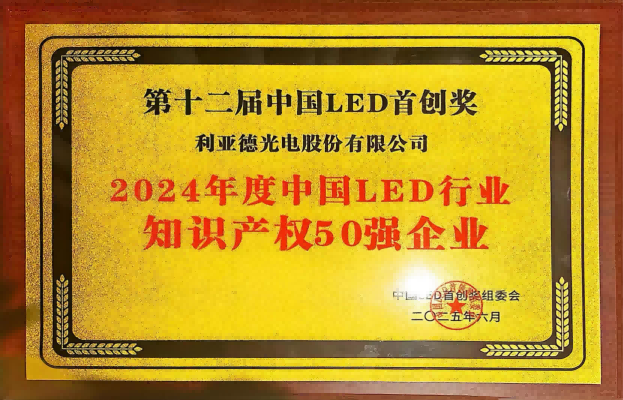 第十二届中国LED首创奖
利亚德光电股份有限公司
2024年度中国LED行业
知识产权50强企业
中国LED首创奖组委会
二〇二五年六月